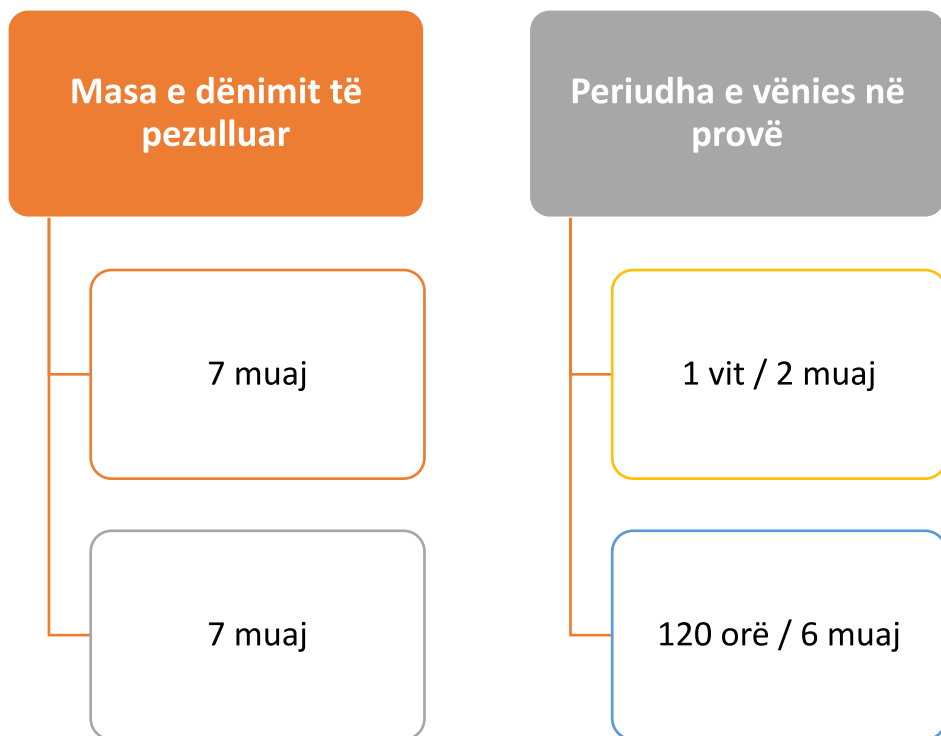 Masa e dënimit të
pezulluar
7 muaj
7 muaj
Periudha e vënies në
provë
1 vit / 2 muaj
120 orë / 6 muaj